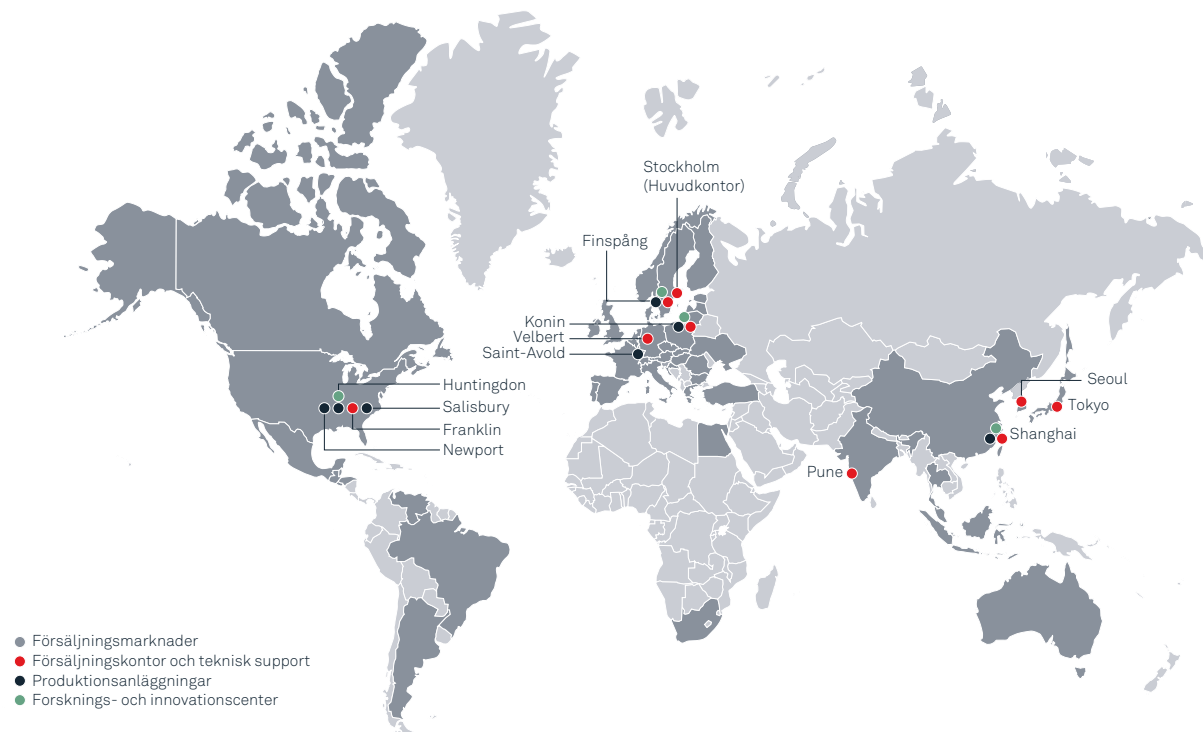 Stockholm
(Huvudkontor)
Finspång
Konin
Velbert
Saint-Avold
Huntingdon
Salisbury
Franklin
Newport
Seoul
Tokyo
Shanghai
Pune
Försäljningsmarknader
Försäljningskontor och teknisk support
Produktionsanläggningar
Forsknings- och innovationscenter